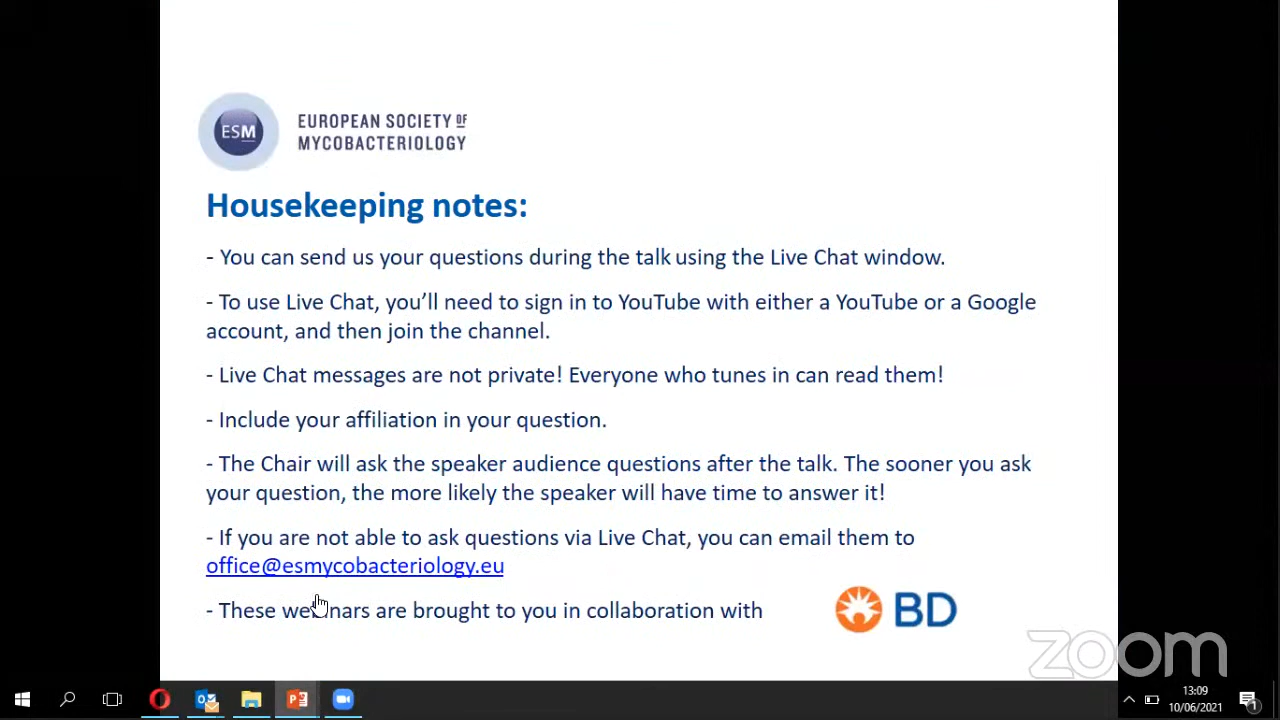 ESM
EUROPEAN SOCIETY OF
MYCOBACTERIOLOGY
Housekeeping notes:
- You can send us your questions during the talk using the Live Chat window.
- To use Live Chat, you’ll need to sign in to YouTube with either a YouTube or a Google
account, and then join the channel.
- Live Chat messages are not private! Everyone who tunes in can read them!
- Include your affiliation in your question.
- The Chair will ask the speaker audience questions after the talk. The sooner you ask
your question, the more likely the speaker will have time to answer it!
- If you are not able to ask questions via Live Chat, you can email them to
office@esmycobacteriology.eu
- These webinars are brought to you in collaboration with
BD
zoom
13:09
10/06/2021
1